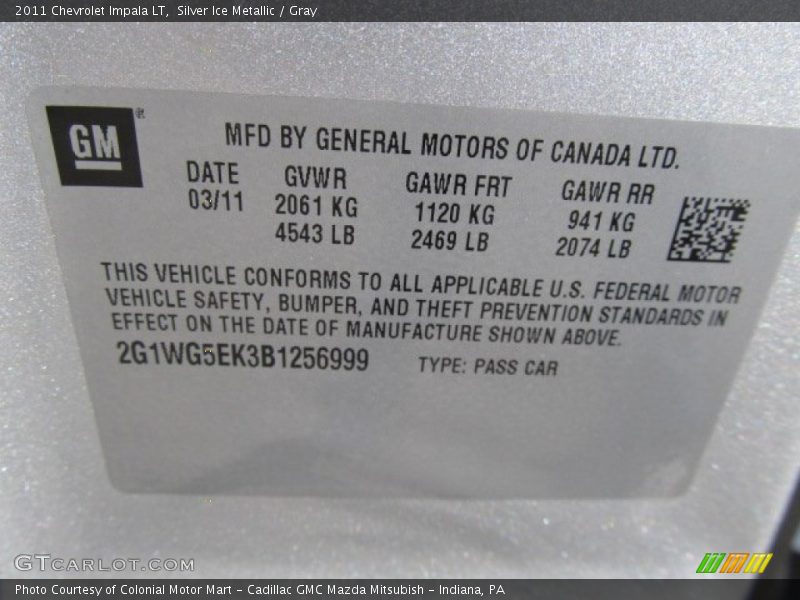 2011 Chevrolet Impala LT, Silver Ice Metallic / Gray
GM®
MFD BY GENERAL MOTORS OF CANADA LTD.
DATE GVWR GAWR FRT GAWR RR
03/11 2061 KG 1120 KG 941 KG
4543 LB 2469 LB 2074 LB
THIS VEHICLE CONFORMS TO ALL APPLICABLE U.S. FEDERAL MOTOR
VEHICLE SAFETY, BUMPER, AND THEFT PREVENTION STANDARDS IN
EFFECT ON THE DATE OF MANUFACTURE SHOWN ABOVE.
2G1WG5EK3B1256999 TYPE: PASS CAR
GTCARLOT.COM
Photo Courtesy of Colonial Motor Mart - Cadillac GMC Mazda Mitsubish - Indiana, PA